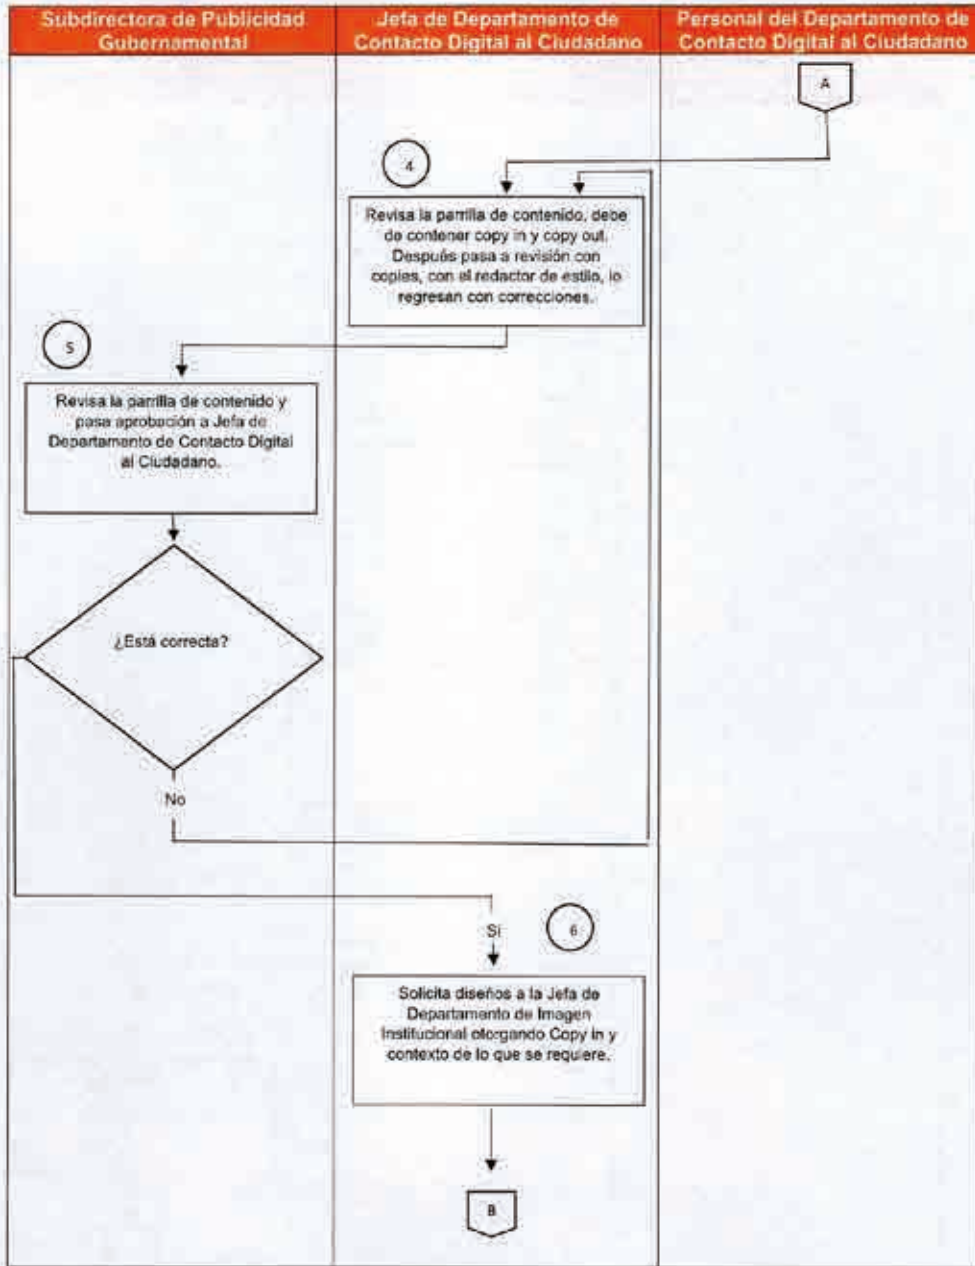 Subdirectora de Publicidad
Gubernamental
Jefa de Departamento de
Contacto Digital al Ciudadano
Personal del Departamento de
Contacto Digital al Ciudadano
A
4
Revisa la parrilla de contenido, debe
de contener copy in y copy out.
Después pasa a revisión con
copies, con el redactor de estilo, lo
regresan con correcciones.
5
Revisa la parrilla de contenido y
pasa aprobación a Jefa de
Departamento de Contacto Digital
al Ciudadano.
¿Está correcta?
No
Sí
6
Solicita diseños a la Jefa de
Departamento de Imagen
Institucional otorgando Copy in y
contexto de lo que se requiere.
B